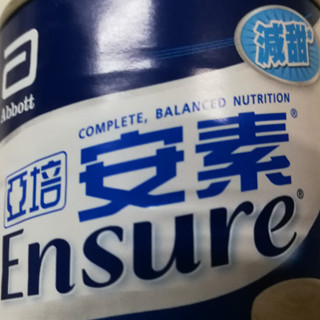 Abbott
減甜
COMPLETE, BALANCED NUTRITION
亞培 安素®
Ensure®